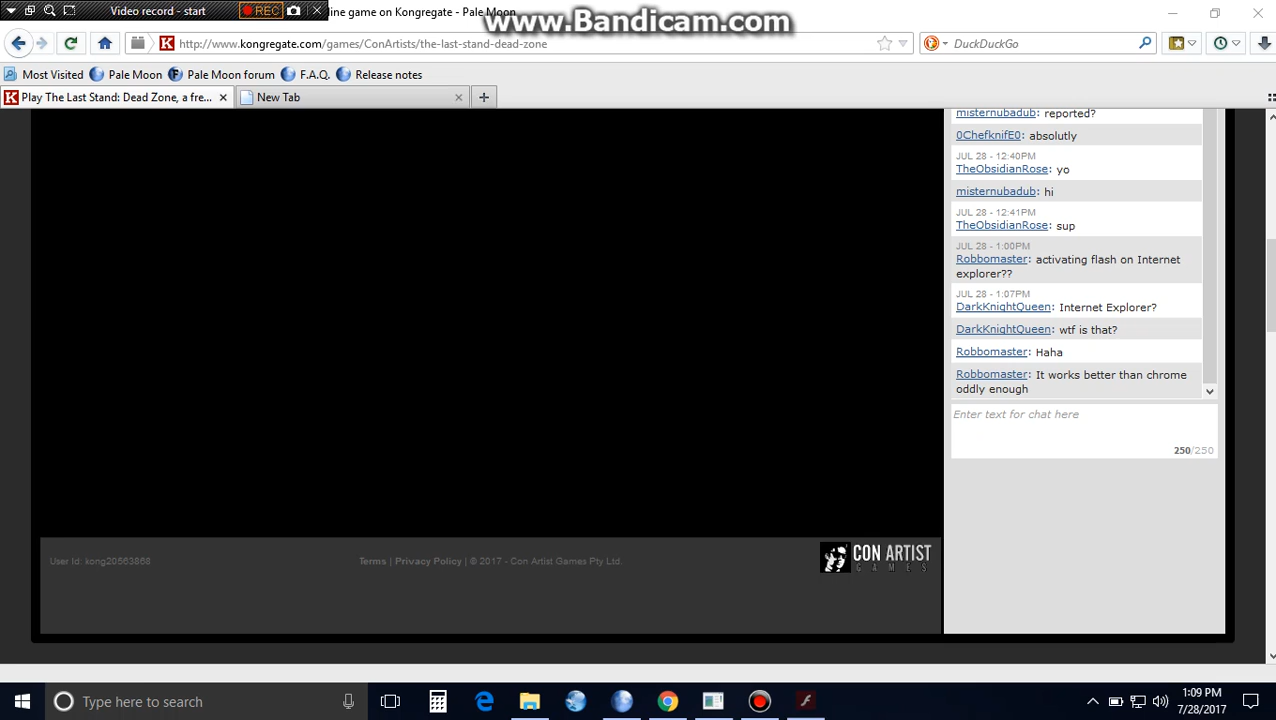 Video record - start
REC
line game on Kongregate - Pale Moon
www.Bandicam.com
http://www.kongregate.com/games/ConArtists/the-last-stand-dead-zone
DuckDuckGo
Most Visited
Pale Moon
Pale Moon forum
F.A.Q.
Release notes
Play The Last Stand: Dead Zone, a fre...
New Tab
misternubadub: reported?
0ChefknifE0: absolutly
JUL 28 - 12:40PM
TheObsidianRose: yo
misternubadub: hi
JUL 28 - 12:41PM
TheObsidianRose: sup
JUL 28 - 1:00PM
Robbomaster: activating flash on Internet
explorer??
JUL 28 - 1:07PM
DarkKnightQueen: Internet Explorer?
DarkKnightQueen: wtf is that?
Robbomaster: Haha
Robbomaster: It works better than chrome
oddly enough
Enter text for chat here
250/250
User Id: kong20563868
Terms | Privacy Policy | © 2017 - Con Artist Games Pty Ltd.
CON ARTIST
GAMES
Type here to search
1:09 PM
7/28/2017